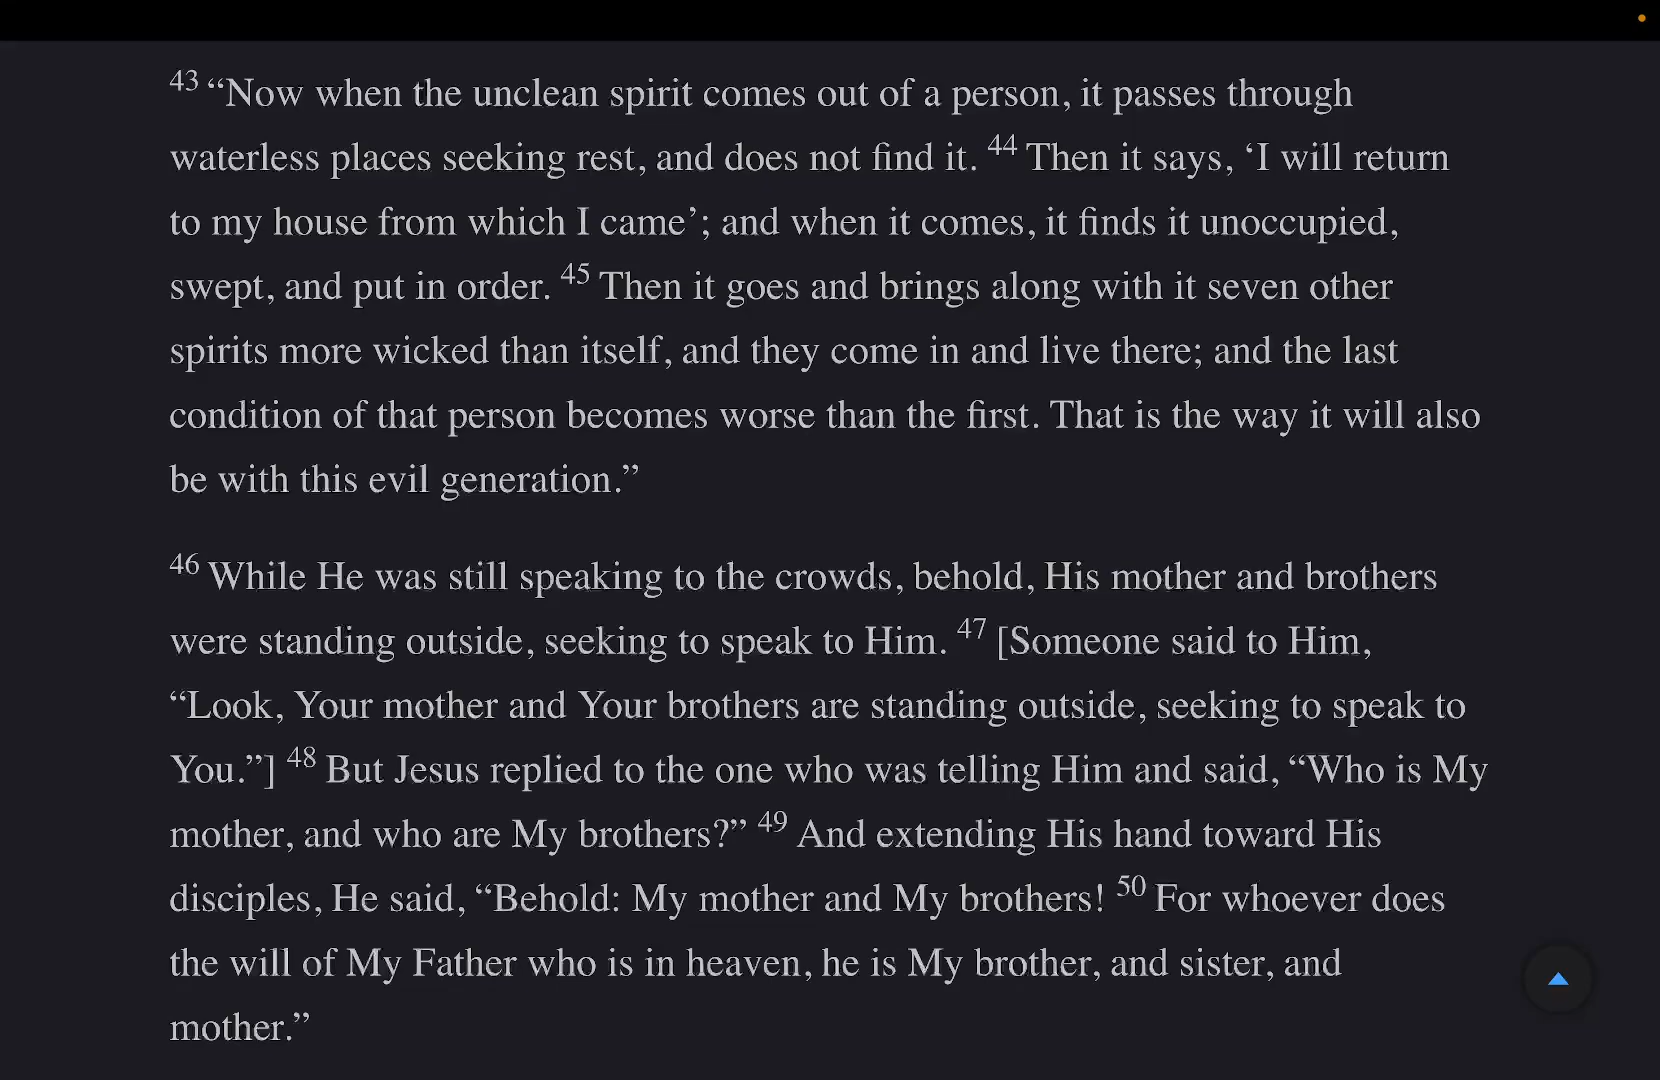 43 “Now when the unclean spirit comes out of a person, it passes through
waterless places seeking rest, and does not find it. 44 Then it says, ‘I will return
to my house from which I came’; and when it comes, it finds it unoccupied,
swept, and put in order. 45 Then it goes and brings along with it seven other
spirits more wicked than itself, and they come in and live there; and the last
condition of that person becomes worse than the first. That is the way it will also
be with this evil generation.”
46 While He was still speaking to the crowds, behold, His mother and brothers
were standing outside, seeking to speak to Him. 47 [Someone said to Him,
“Look, Your mother and Your brothers are standing outside, seeking to speak to
You.”] 48 But Jesus replied to the one who was telling Him and said, “Who is My
mother, and who are My brothers?” 49 And extending His hand toward His
disciples, He said, “Behold: My mother and My brothers! 50 For whoever does
the will of My Father who is in heaven, he is My brother, and sister, and
mother.”